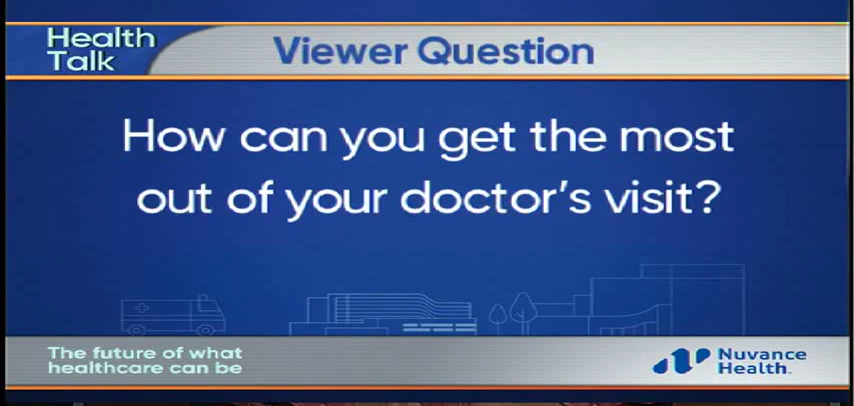 Health
Talk
Viewer Question
How can you get the most
out of your doctor's visit?
The future of what
healthcare can be
Nuvance
Health